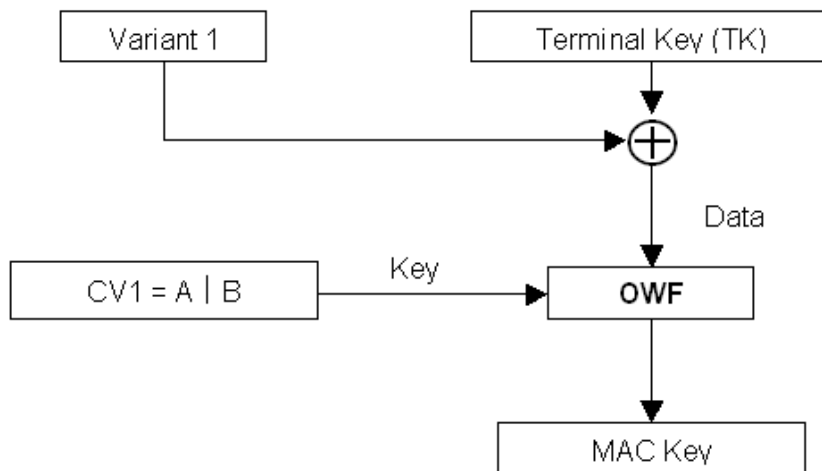 Variant 1
Terminal Key (TK)
Data
Key
CV1 = A | B
OWF
MAC Key